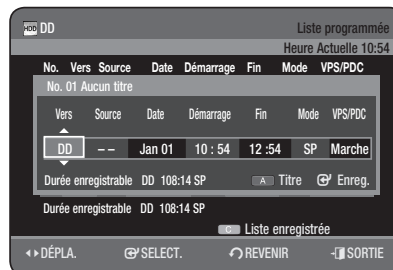 HDD DD Liste programmée
Heure Actuelle 10:54
No. Vers Source Date Démarrage Fin Mode VPS/PDC
No. 01 Aucun titre
Vers Source Date Démarrage Fin Mode VPS/PDC
DD – – Jan 01 10 : 54 12 :54 SP Marche
Durée enregistrable DD 108:14 SP A Titre Enreg.
Durée enregistrable DD 108:14 SP
C Liste enregistrée
DÉPLA. SELECT. REVENIR SORTIE